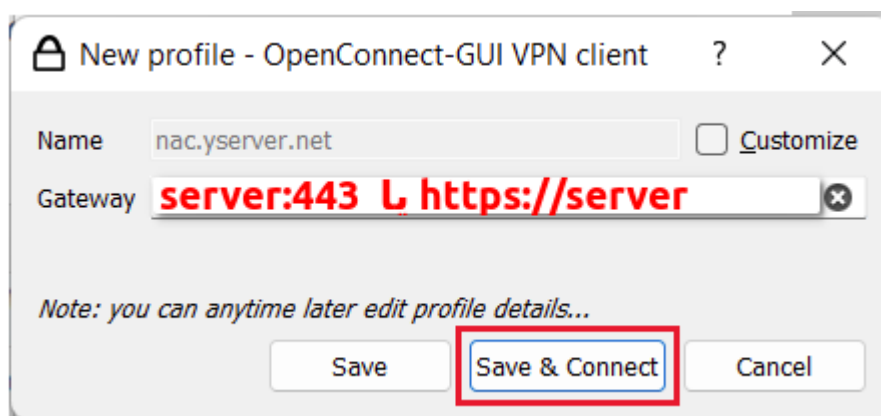 New profile - OpenConnect-GUI VPN client ?
Name nac.yserver.net Customize
Gateway server:443 یا https://server
Note: you can anytime later edit profile details...
Save Save & Connect Cancel